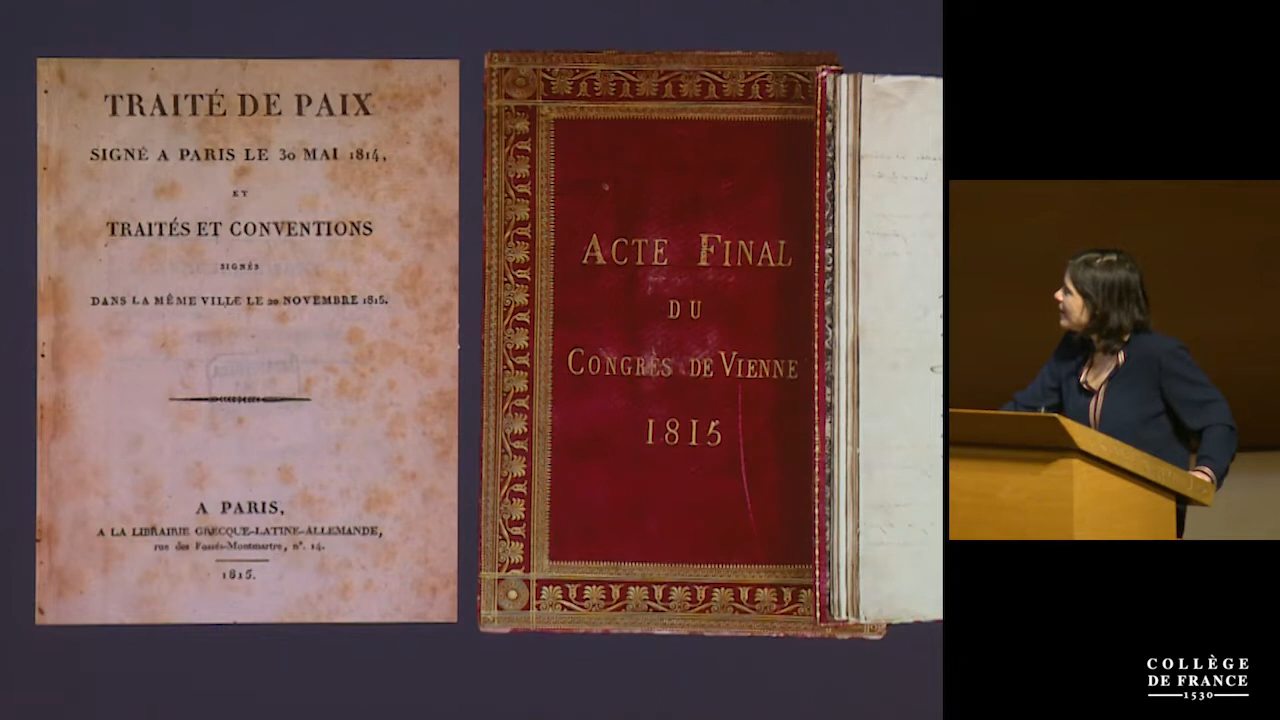 TRAITÉ DE PAIX
SIGNÉ A PARIS LE 30 MAI 1814,
ET
TRAITÉS ET CONVENTIONS
SIGNÉS
DANS LA MÊME VILLE LE 20 NOVEMBRE 1815.
A PARIS,
A LA LIBRAIRIE GRECQUE-LATINE-ALLEMANDE,
rue des Fossés-Montmartre, n°. 14.
1815.
ACTE FINAL
DU
CONGRÈS DE VIENNE
1815
COLLÈGE
DE FRANCE
1530